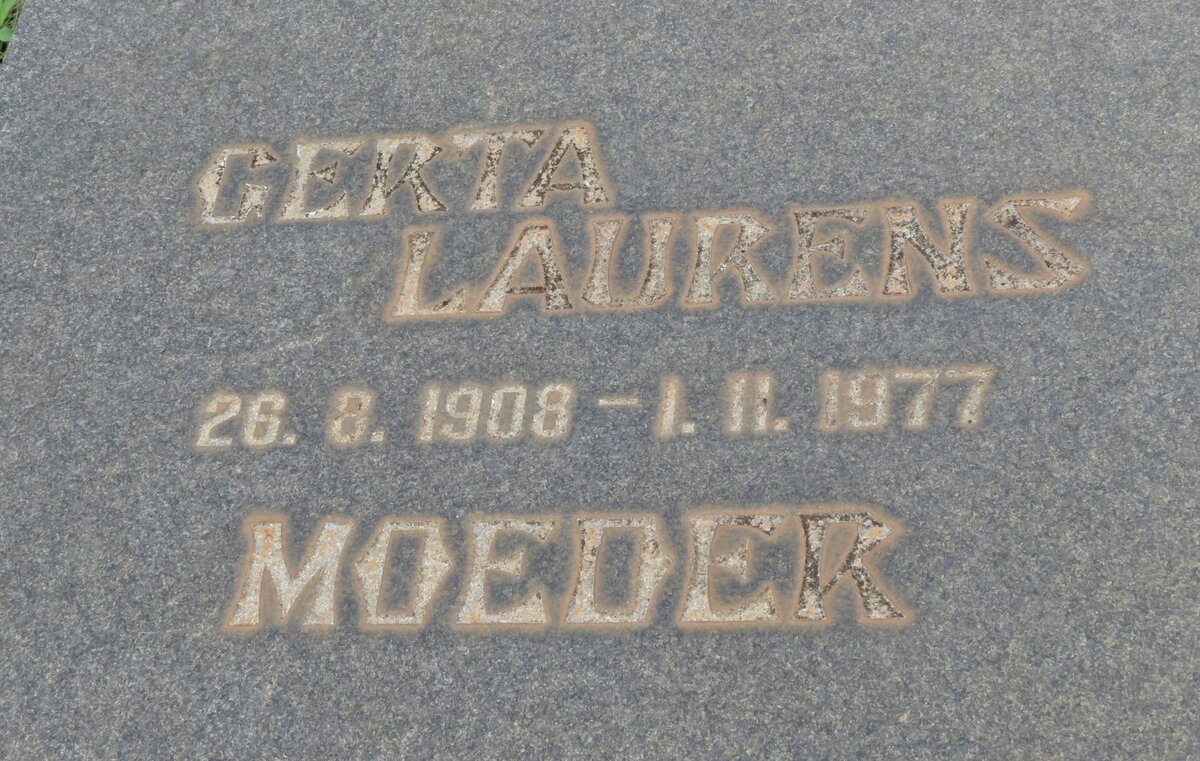 GERTA
LAURENS
26. 8. 1908 – 1. 11. 1977
MOEDER